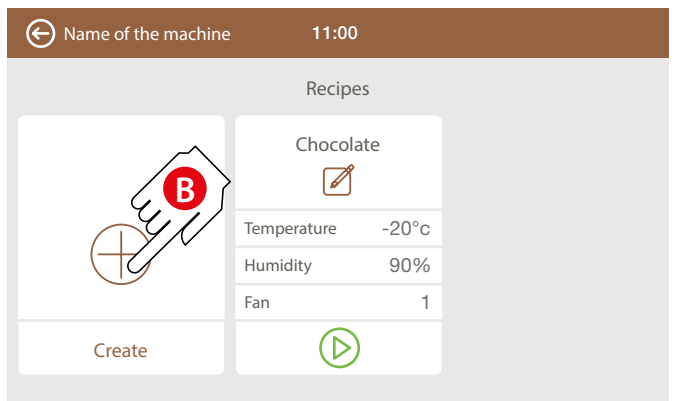 Name of the machine 11:00
Recipes
B
Create
Chocolate
Temperature -20°c
Humidity 90%
Fan 1